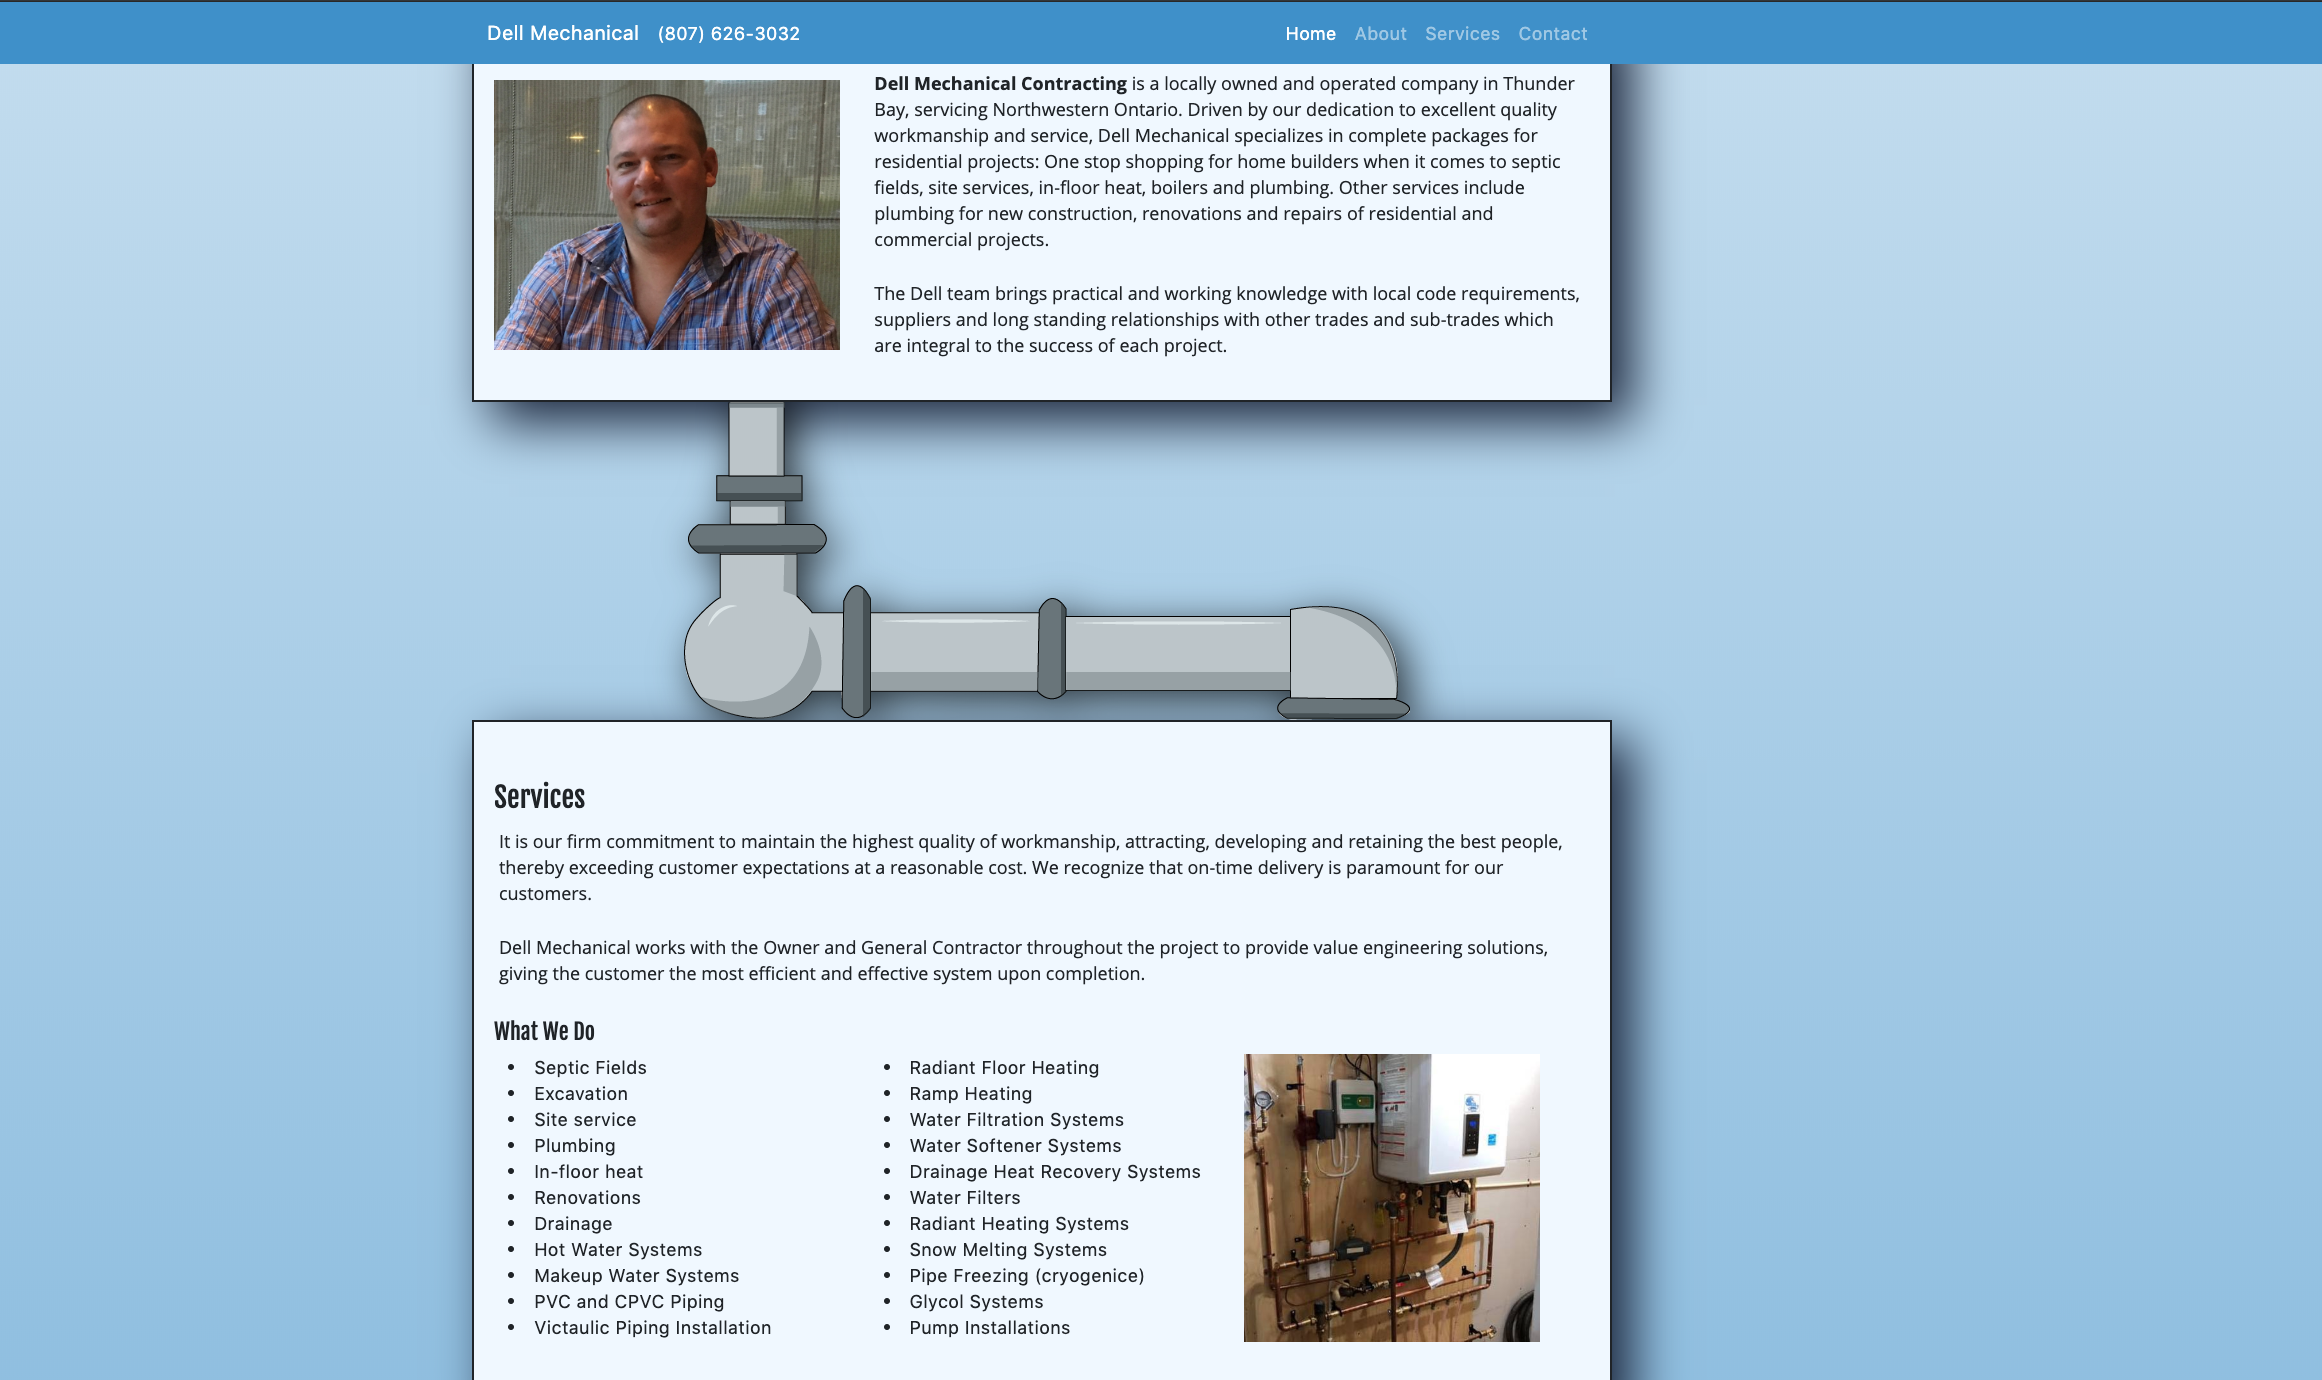 Dell Mechanical (807) 626-3032 Home About Services Contact
Dell Mechanical Contracting is a locally owned and operated company in Thunder
Bay, servicing Northwestern Ontario. Driven by our dedication to excellent quality
workmanship and service, Dell Mechanical specializes in complete packages for
residential projects: One stop shopping for home builders when it comes to septic
fields, site services, in-floor heat, boilers and plumbing. Other services include
plumbing for new construction, renovations and repairs of residential and
commercial projects.
The Dell team brings practical and working knowledge with local code requirements,
suppliers and long standing relationships with other trades and sub-trades which
are integral to the success of each project.
Services
It is our firm commitment to maintain the highest quality of workmanship, attracting, developing and retaining the best people,
thereby exceeding customer expectations at a reasonable cost. We recognize that on-time delivery is paramount for our
customers.
Dell Mechanical works with the Owner and General Contractor throughout the project to provide value engineering solutions,
giving the customer the most efficient and effective system upon completion.
What We Do
• Septic Fields
• Excavation
• Site service
• Plumbing
• In-floor heat
• Renovations
• Drainage
• Hot Water Systems
• Makeup Water Systems
• PVC and CPVC Piping
• Victaulic Piping Installation
• Radiant Floor Heating
• Ramp Heating
• Water Filtration Systems
• Water Softener Systems
• Drainage Heat Recovery Systems
• Water Filters
• Radiant Heating Systems
• Snow Melting Systems
• Pipe Freezing (cryogenice)
• Glycol Systems
• Pump Installations